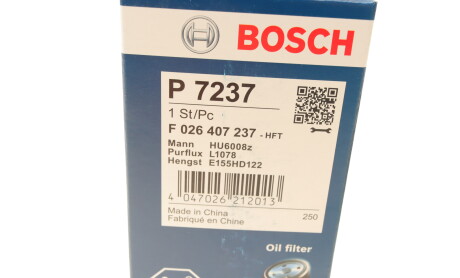 BOSCH
P 7237
1 St/Pc
F 026 407 237 - HFT
Mann HU6008z
Purflux L1078
Hengst E155HD122
4 047026 212013
Made in China
Fabriqué en Chine
250
Oil filter